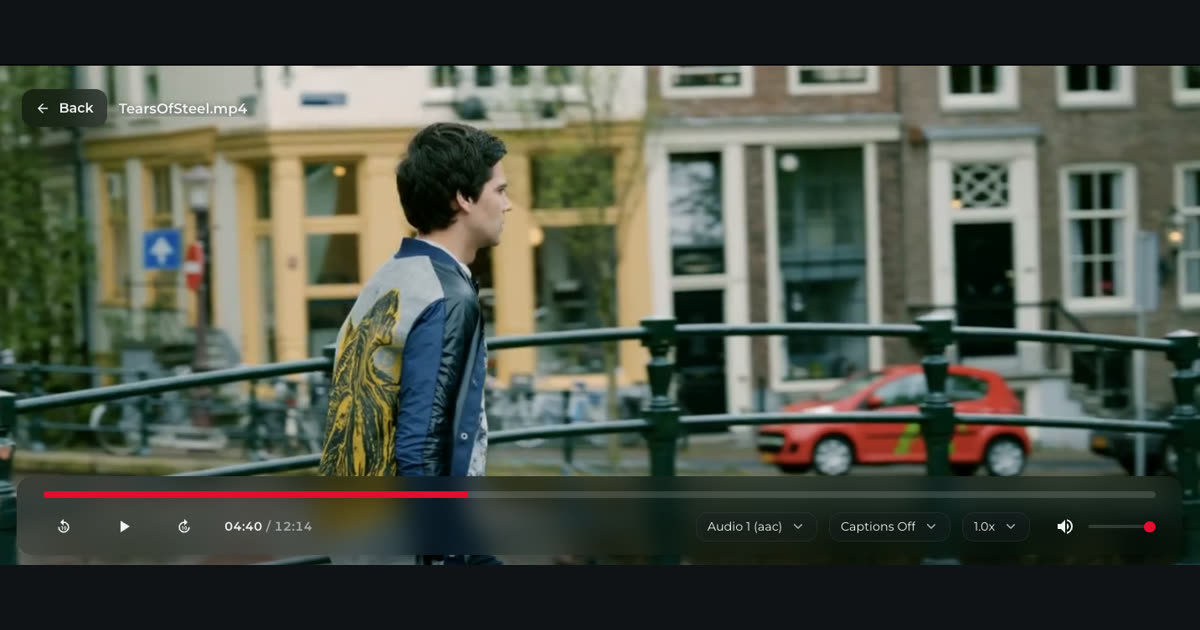 Back
TearsOfSteel.mp4
04:40 / 12:14
Audio 1 (aac)
Captions Off
1.0x